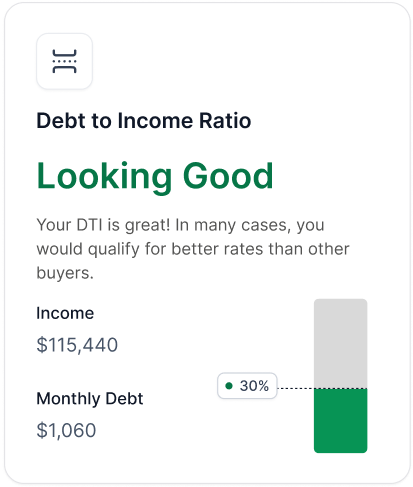 Debt to Income Ratio
Looking Good
Your DTI is great! In many cases, you
would qualify for better rates than other
buyers.
Income
$115,440
30%
Monthly Debt
$1,060